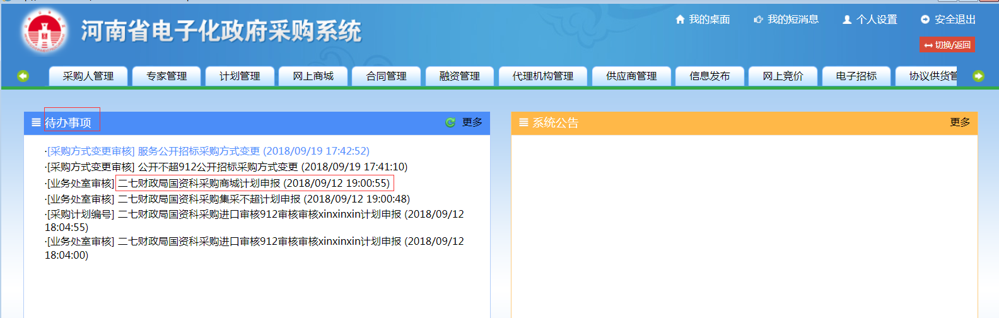 河南省电子化政府采购系统
我的桌面 我的短消息 个人设置 安全退出
切换/返回
采购人管理 专家管理 计划管理 网上商城 合同管理 融资管理 代理机构管理 供应商管理 信息发布 网上竞价 电子招标 协议供货管
待办事项 更多
·[采购方式变更审核] 服务公开招标采购方式变更 (2018/09/19 17:42:52)
·[采购方式变更审核] 公开不超912公开招标采购方式变更 (2018/09/19 17:41:10)
·[业务处室审核] 二七财政局国资科采购商城计划申报 (2018/09/12 19:00:55)
·[业务处室审核] 二七财政局国资科采购集采不超计划申报 (2018/09/12 19:00:48)
·[采购计划编号] 二七财政局国资科采购进口审核912审核审核xinxinxin计划申报 (2018/09/12
18:04:55)
·[业务处室审核] 二七财政局国资科采购进口审核912审核审核xinxinxin计划申报 (2018/09/12
18:04:00)
系统公告 更多